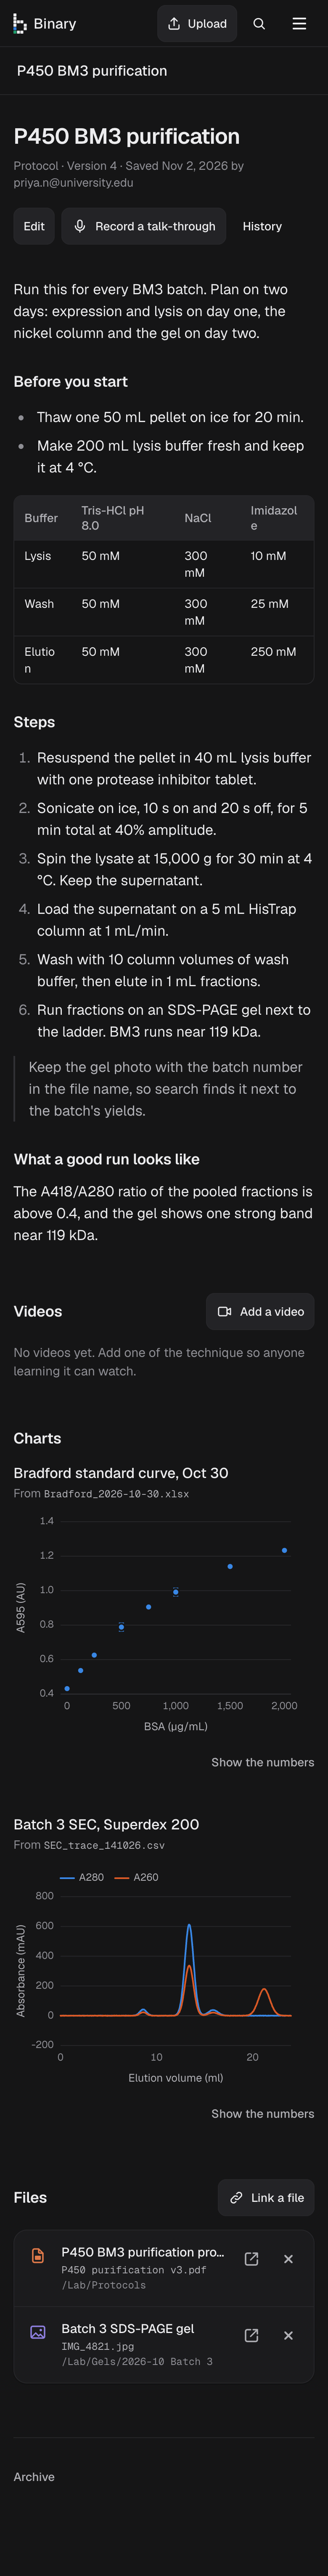 Binary
Upload
P450 BM3 purification
P450 BM3 purification
Protocol · Version 4 · Saved Nov 2, 2026 by
priya.n@university.edu
Edit
Record a talk-through
History
Run this for every BM3 batch. Plan on two
days: expression and lysis on day one, the
nickel column and the gel on day two.
Before you start
• Thaw one 50 mL pellet on ice for 20 min.
• Make 200 mL lysis buffer fresh and keep
it at 4 °C.
Buffer Tris-HCl pH 8.0 NaCl Imidazole
Lysis 50 mM 300 mM 10 mM
Wash 50 mM 300 mM 25 mM
Elution 50 mM 300 mM 250 mM
Steps
1. Resuspend the pellet in 40 mL lysis buffer
with one protease inhibitor tablet.
2. Sonicate on ice, 10 s on and 20 s off, for 5
min total at 40% amplitude.
3. Spin the lysate at 15,000 g for 30 min at 4
°C. Keep the supernatant.
4. Load the supernatant on a 5 mL HisTrap
column at 1 mL/min.
5. Wash with 10 column volumes of wash
buffer, then elute in 1 mL fractions.
6. Run fractions on an SDS-PAGE gel next to
the ladder. BM3 runs near 119 kDa.
Keep the gel photo with the batch number
in the file name, so search finds it next to
the batch's yields.
What a good run looks like
The A418/A280 ratio of the pooled fractions is
above 0.4, and the gel shows one strong band
near 119 kDa.
Videos
Add a video
No videos yet. Add one of the technique so anyone
learning it can watch.
Charts
Bradford standard curve, Oct 30
From Bradford_2026-10-30.xlsx
1.4
1.2
1.0
0.8
0.6
0.4
A595 (AU)
0 500 1,000 1,500 2,000
BSA (µg/mL)
Show the numbers
Batch 3 SEC, Superdex 200
From SEC_trace_141026.csv
A280 A260
800
600
400
200
0
-200
Absorbance (mAU)
0 10 20
Elution volume (ml)
Show the numbers
Files
Link a file
P450 BM3 purification pro...
P450 purification v3.pdf
/Lab/Protocols
Batch 3 SDS-PAGE gel
IMG_4821.jpg
/Lab/Gels/2026-10 Batch 3
Archive